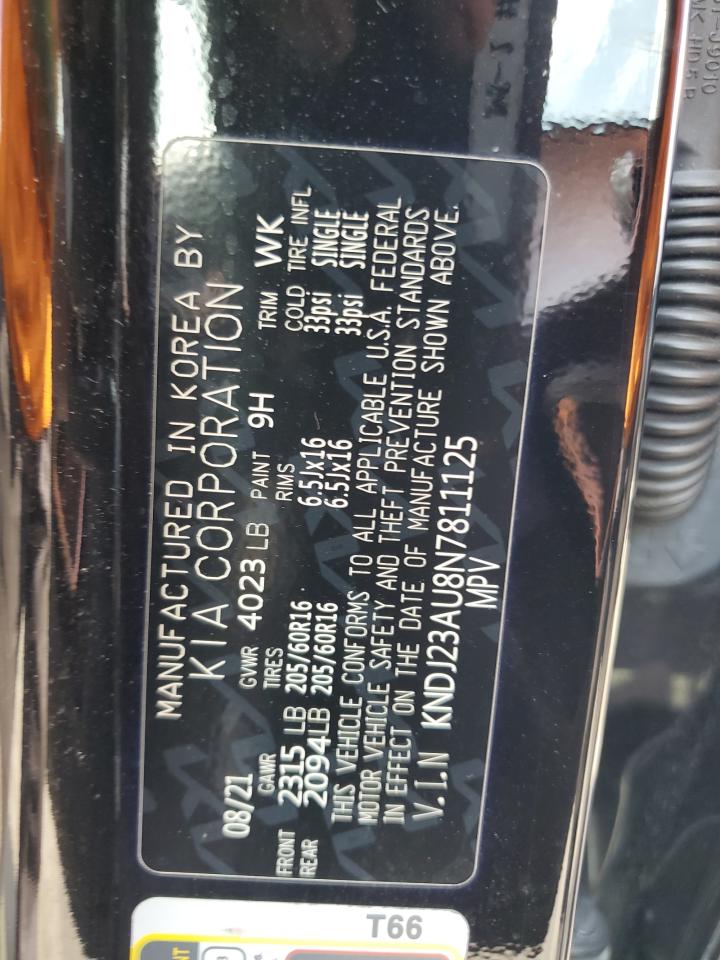 MANUFACTURED IN KOREA BY
KIA CORPORATION
08/21 GVWR 4023 LB PAINT 9H TRIM WK
GAWR TIRES RIMS COLD TIRE INFL
FRONT 2315 LB 205/60R16 6.5Jx16 33psi SINGLE
REAR 2094LB 205/60R16 6.5Jx16 33psi SINGLE
THIS VEHICLE CONFORMS TO ALL APPLICABLE U.S.A. FEDERAL
MOTOR VEHICLE SAFETY AND THEFT PREVENTION STANDARDS
IN EFFECT ON THE DATE OF MANUFACTURE SHOWN ABOVE.
V.I.N KNDJ23AU8N7811125
MPV
T66